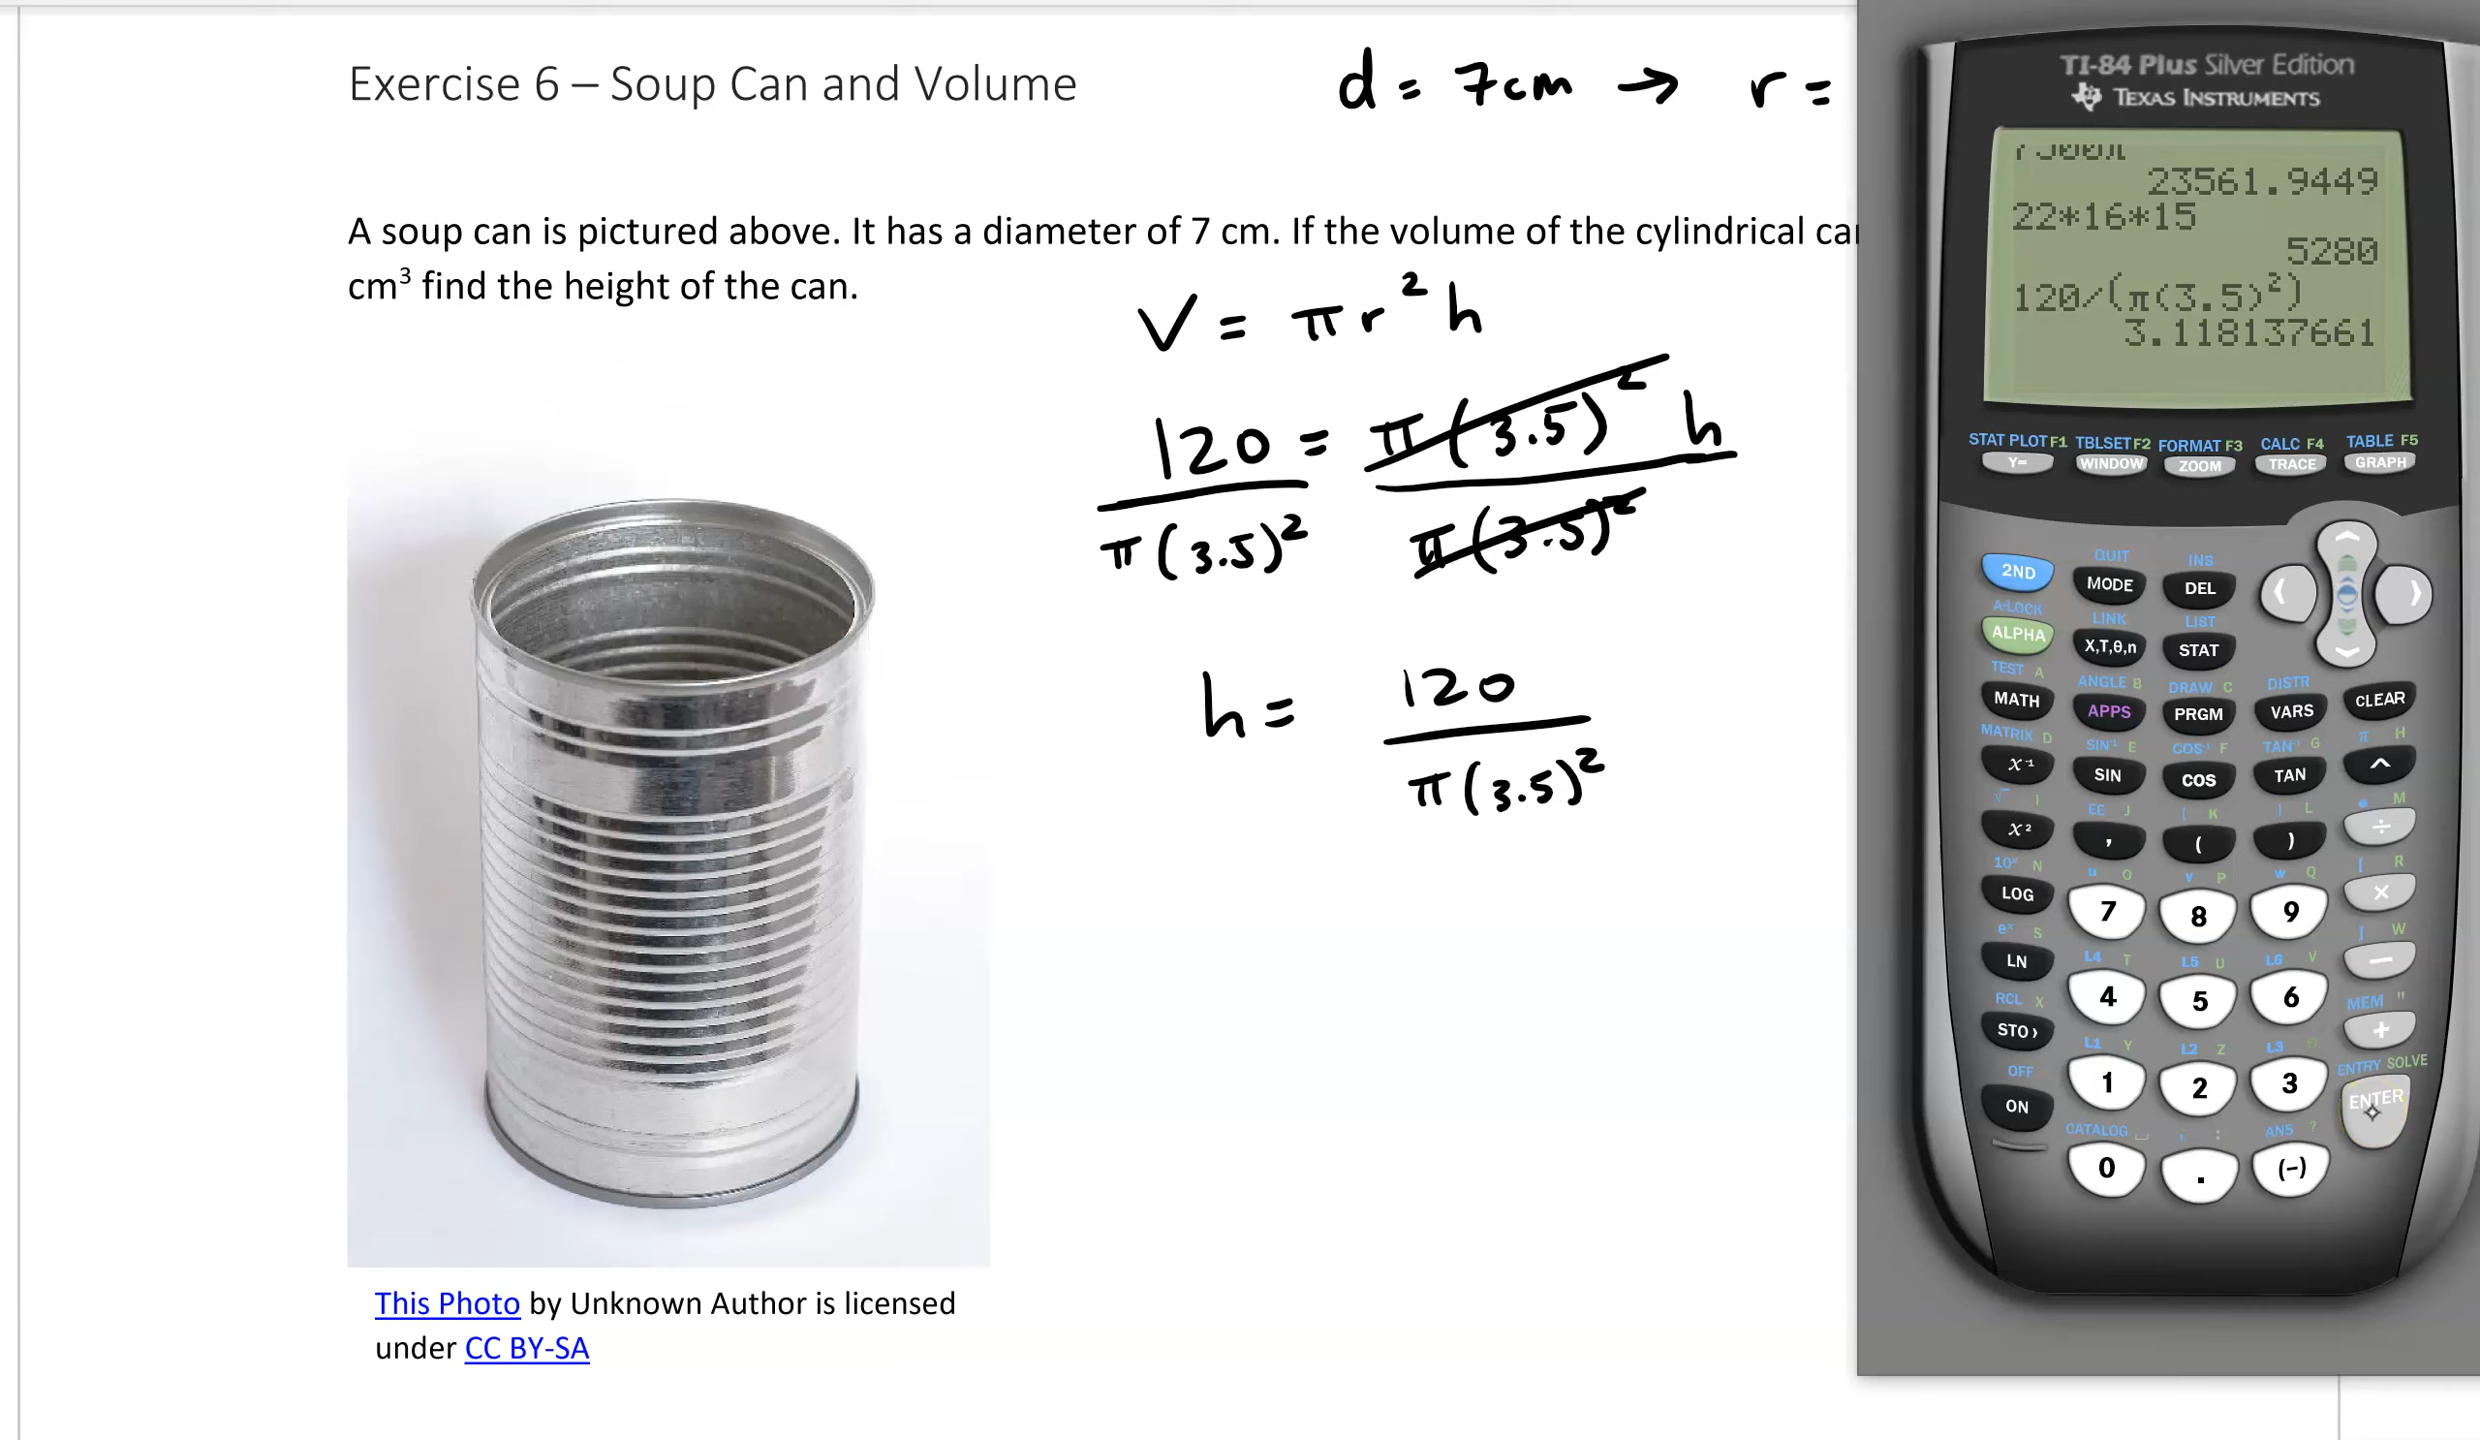 Exercise 6 – Soup Can and Volume
d = 7cm → r =
A soup can is pictured above. It has a diameter of 7 cm. If the volume of the cylindrical
cm³ find the height of the can.
V = πr²h
120 = π(3.5)² h
π(3.5)² π(3.5)²
h = 120
π(3.5)²
This Photo by Unknown Author is licensed
under CC BY-SA
TI-84 Plus Silver Edition
TEXAS INSTRUMENTS
23561.9449
22*16*15
5280
120/(π(3.5)²)
3.118137661
STAT PLOT F1 TBLSET F2 FORMAT F3 CALC F4 TABLE F5
Y= WINDOW ZOOM TRACE GRAPH
QUIT INS
2ND MODE DEL
A-LOCK LINK LIST
ALPHA X,T,θ,n STAT
TEST A ANGLE B DRAW C DISTR
MATH APPS PRGM VARS CLEAR
MATRIX D SIN⁻¹ E COS⁻¹ F TAN⁻¹ G π H
X⁻¹ SIN COS TAN ^
√ I EE J { K } L M
X² , ( ) ÷
10ˣ N u O v P w Q [ R
LOG 7 8 9 ×
eˣ S L4 T L5 U L6 V ] W
LN 4 5 6 −
RCL X L1 Y L2 Z L3 MEM "
STO› 1 2 3 +
OFF CATALOG : ANS ? ENTRY SOLVE
ON 0 . (-) ENTER